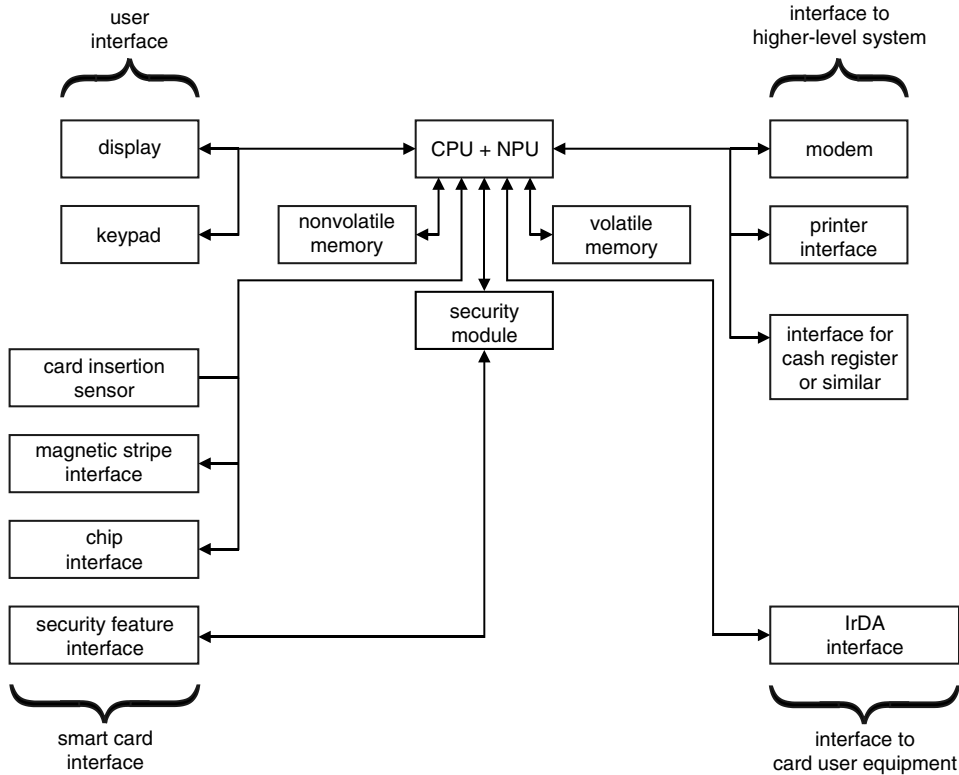 user
interface
interface to
higher-level system
display
CPU + NPU
modem
keypad
nonvolatile
memory
volatile
memory
printer
interface
security
module
interface for
cash register
or similar
card insertion
sensor
magnetic stripe
interface
chip
interface
security feature
interface
IrDA
interface
smart card
interface
interface to
card user equipment